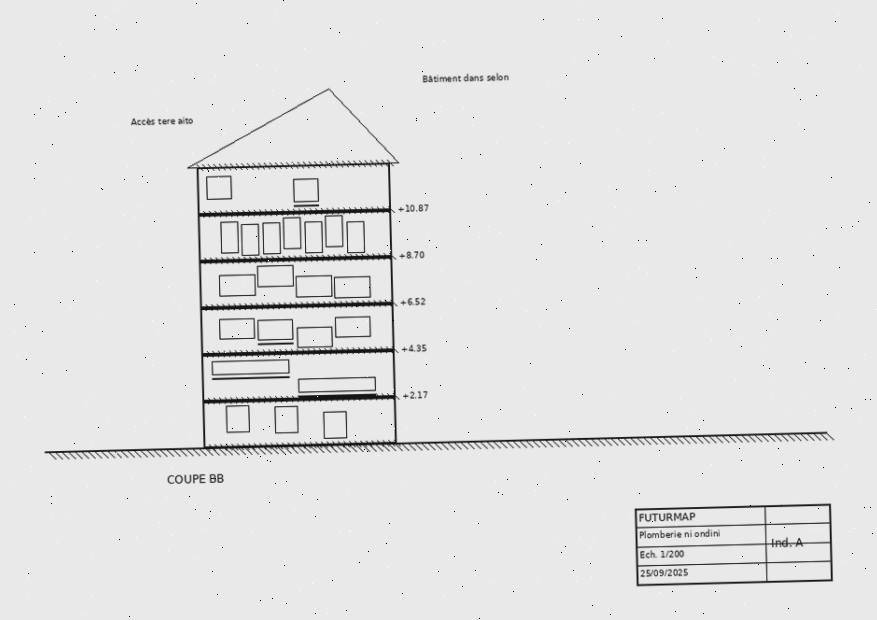 Bâtiment dans selon
Accès tere aito
+10.87
+8.70
+6.52
+4.35
+2.17
COUPE BB
FUTURMAP
Plomberie ni ondini
Ech. 1/200
25/09/2025
Ind. A